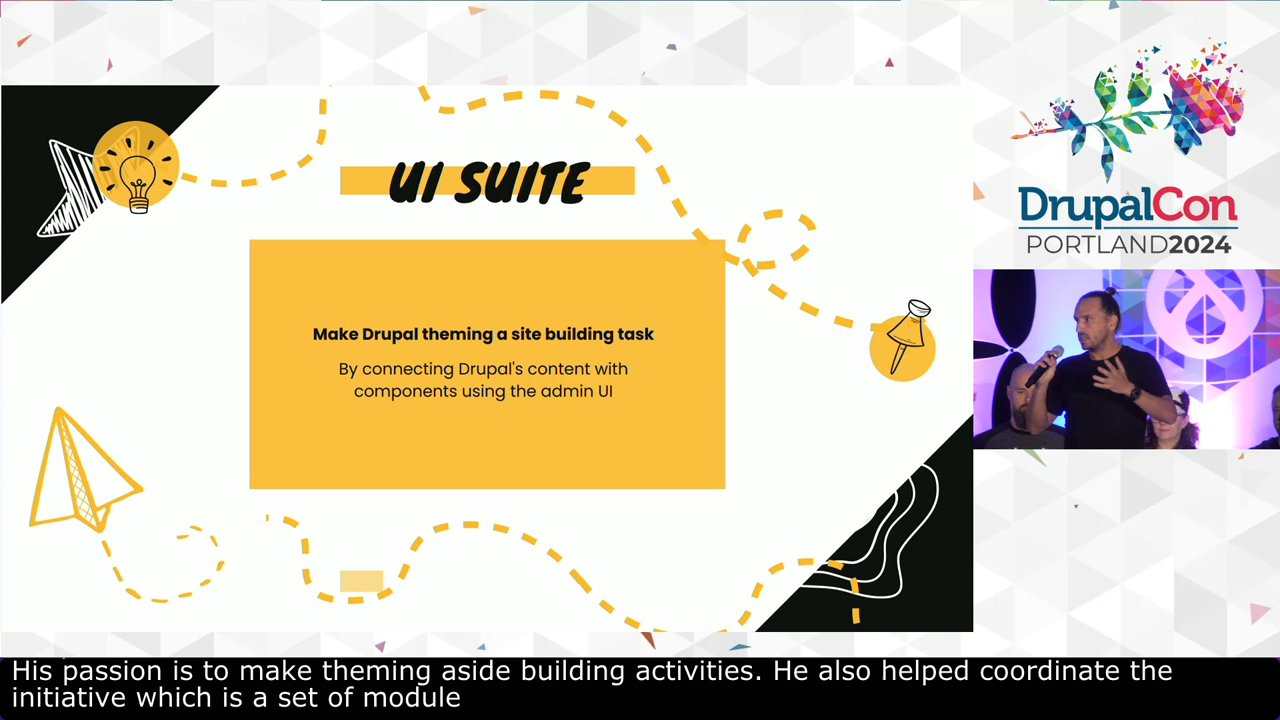 UI SUITE
Make Drupal theming a site building task
By connecting Drupal's content with
components using the admin UI
DrupalCon
PORTLAND2024
His passion is to make theming aside building activities. He also helped coordinate the
initiative which is a set of module